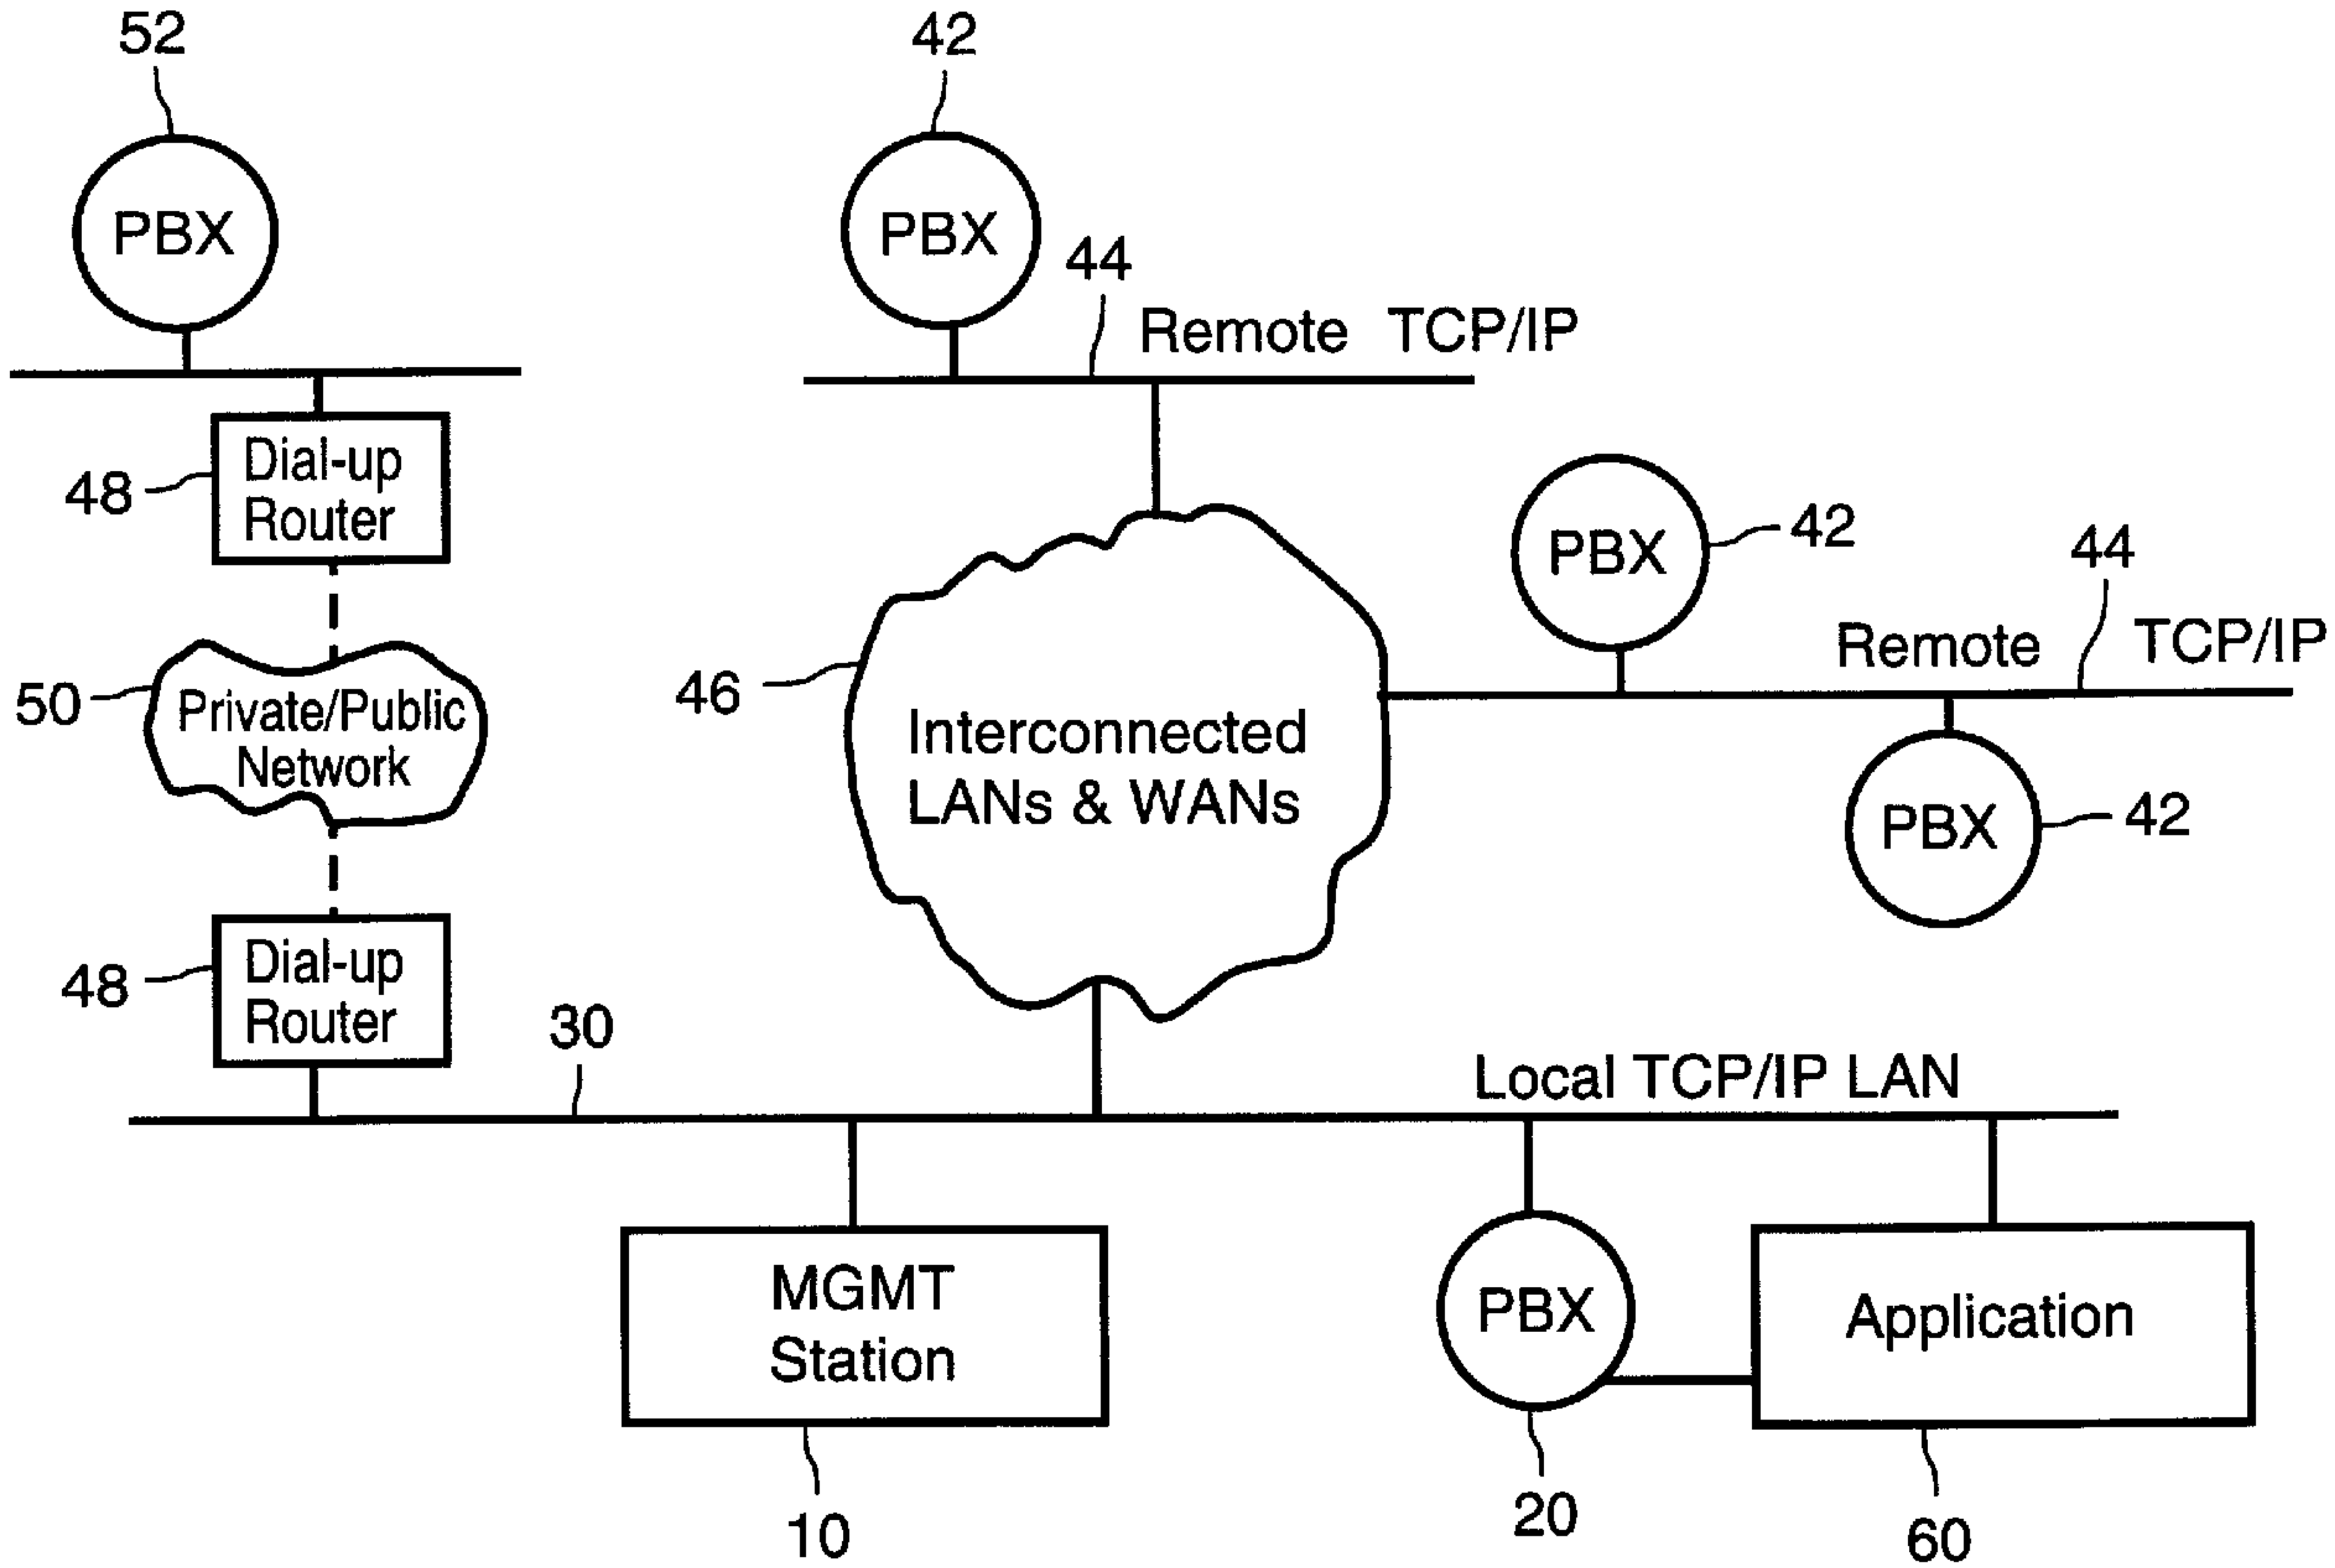 52
42
PBX
PBX
44
Remote TCP/IP
Dial-up
Router
48
PBX
42
44
Remote TCP/IP
46
50
Private/Public
Network
Interconnected
LANs & WANs
PBX
42
Dial-up
Router
48
30
Local TCP/IP LAN
MGMT
Station
PBX
Application
10
20
60